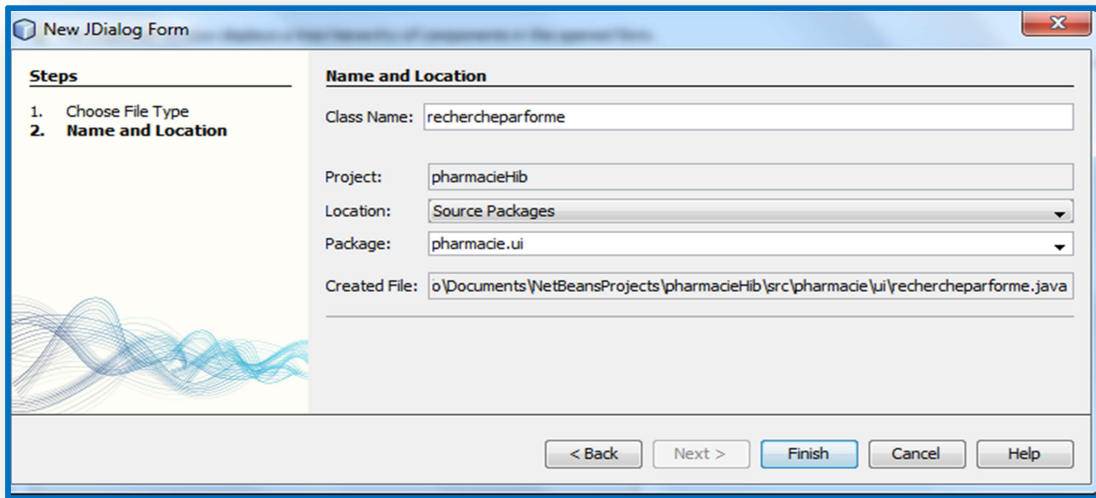 New JDialog Form
Steps
1. Choose File Type
2. Name and Location
Name and Location
Class Name: rechercheparforme
Project: pharmacieHib
Location: Source Packages
Package: pharmacie.ui
Created File: o\Documents\NetBeansProjects\pharmacieHib\src\pharmacie\ui\rechercheparforme.java
< Back Next > Finish Cancel Help